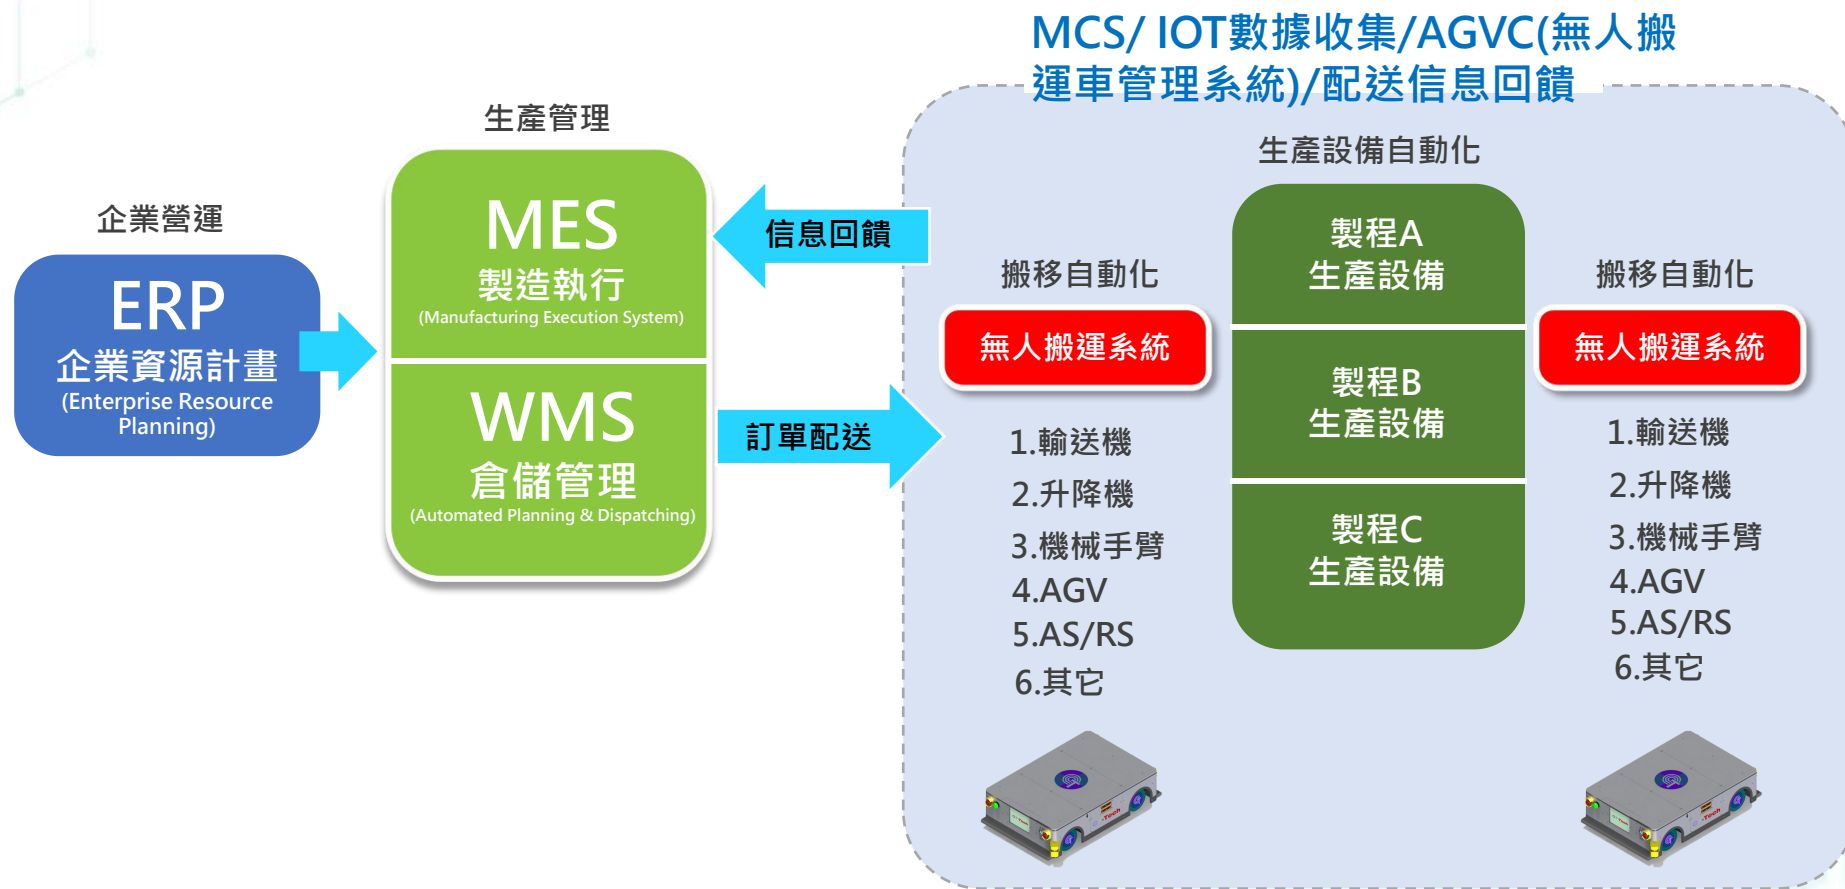 MCS/ IOT數據收集/AGVC(無人搬
運車管理系統)/配送信息回饋
企業營運
ERP
企業資源計畫
(Enterprise Resource
Planning)
生產管理
MES
製造執行
(Manufacturing Execution System)
WMS
倉儲管理
(Automated Planning & Dispatching)
信息回饋
訂單配送
搬移自動化
無人搬運系統
1.輸送機
2.升降機
3.機械手臂
4.AGV
5.AS/RS
6.其它
生產設備自動化
製程A
生產設備
製程B
生產設備
製程C
生產設備
搬移自動化
無人搬運系統
1.輸送機
2.升降機
3.機械手臂
4.AGV
5.AS/RS
6.其它